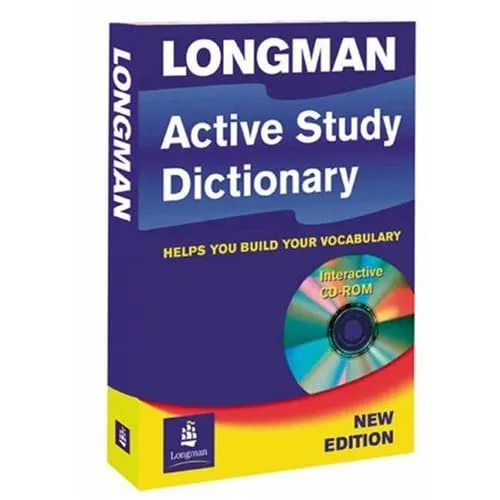 LONGMAN
LONGMAN
Active Study
Dictionary
HELPS YOU BUILD YOUR VOCABULARY
Interactive
CD-ROM
Longman
NEW
EDITION